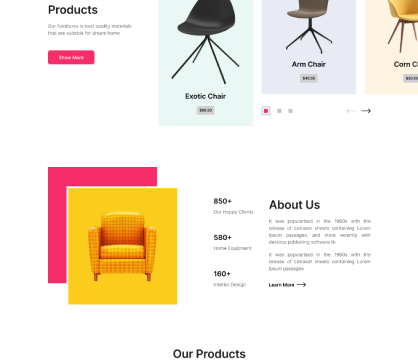 Products
Our furnitures is best quality materials
that are suitable for dream home
Show More
Exotic Chair
Arm Chair
$40.50
Corn C
850+
Our Happy Clients
580+
Home Equipment
160+
Interior Design
About Us
It was popularised in the 1960s with the
release of Letraset sheets containing Lorem
Ipsum passages, and more recently with
desktop publishing software lik
It was popularised in the 1960s with the
release of Letraset sheets containing Lorem
Ipsum passages
Learn More
Our Products